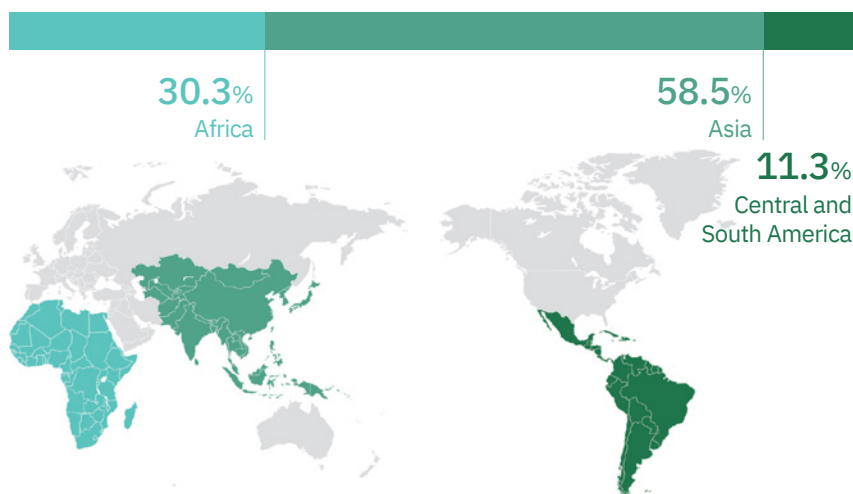 30.3%
Africa
58.5%
Asia
11.3%
Central and
South America